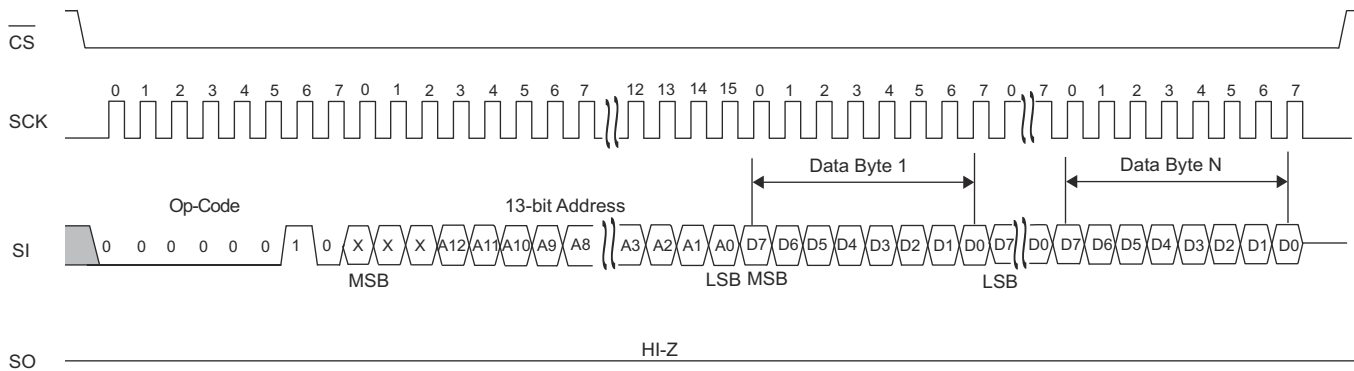 CS
0 1 2 3 4 5 6 7 0 1 2 3 4 5 6 7 12 13 14 15 0 1 2 3 4 5 6 7 0 7 0 1 2 3 4 5 6 7
SCK
Data Byte 1 Data Byte N
Op-Code 13-bit Address
SI 0 0 0 0 0 0 1 0 X X X A12 A11 A10 A9 A8 A3 A2 A1 A0 D7 D6 D5 D4 D3 D2 D1 D0 D7 D0 D7 D6 D5 D4 D3 D2 D1 D0
MSB LSB MSB LSB
HI-Z
SO